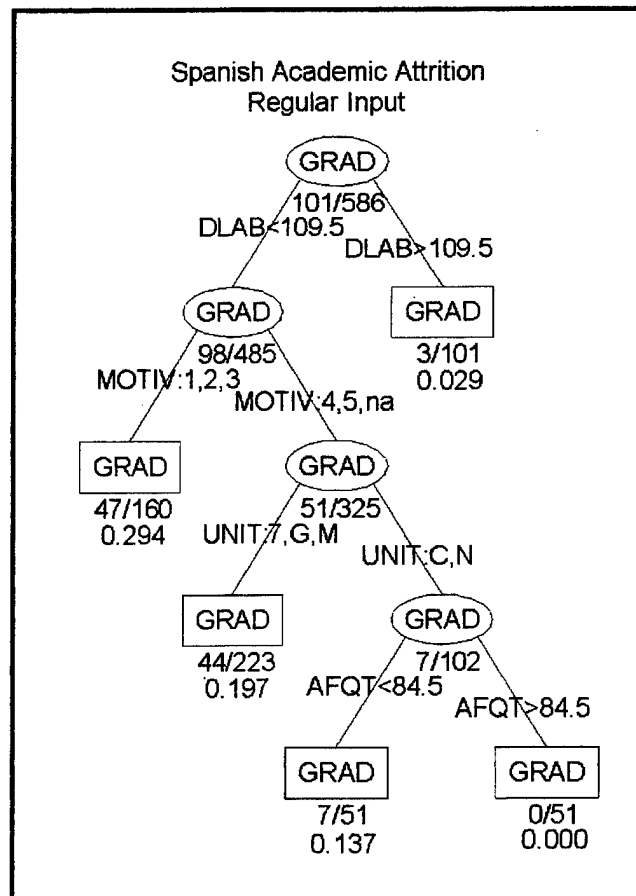 Spanish Academic Attrition
Regular Input
GRAD
101/586
DLAB<109.5
DLAB>109.5
GRAD
98/485
GRAD
3/101
0.029
MOTIV:1,2,3
MOTIV:4,5,na
GRAD
47/160
0.294
GRAD
51/325
UNIT:7,G,M
UNIT:C,N
GRAD
44/223
0.197
GRAD
7/102
AFQT<84.5
AFQT>84.5
GRAD
7/51
0.137
GRAD
0/51
0.000